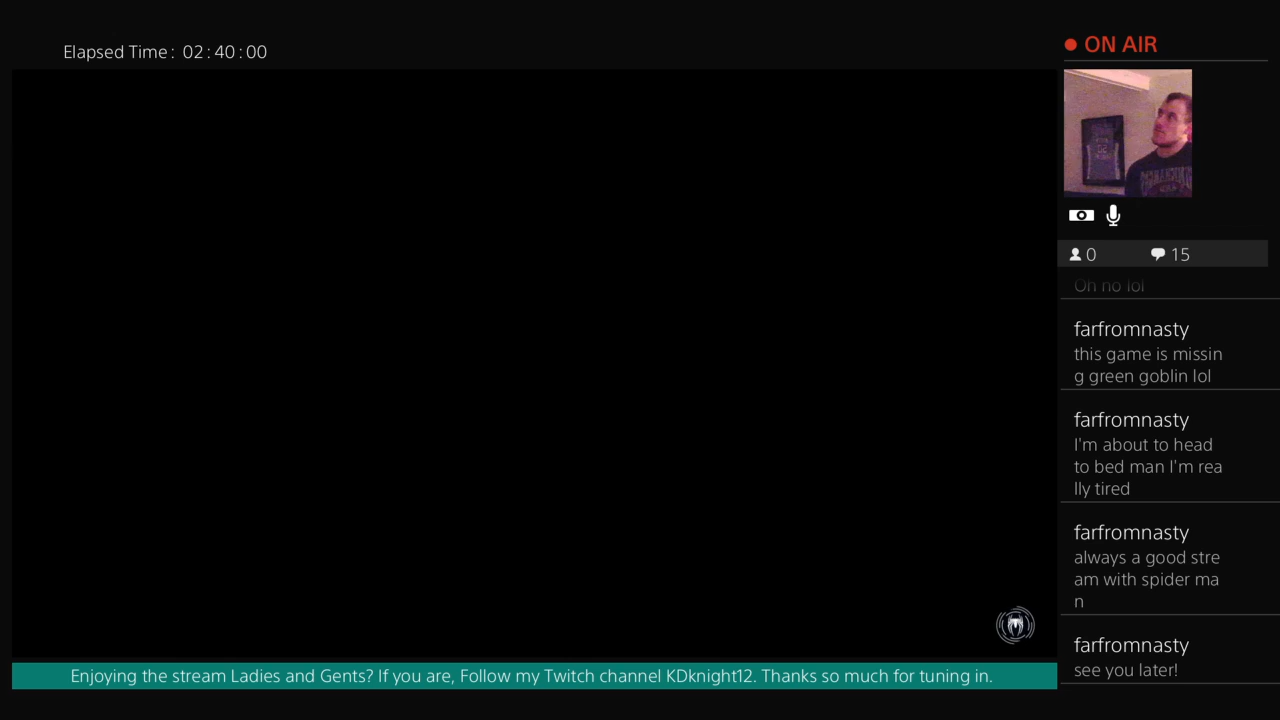 Elapsed Time: 02:40:00
ON AIR
0 15
Oh no lol
farfromnasty
this game is missin
g green goblin lol
farfromnasty
I'm about to head
to bed man I'm rea
lly tired
farfromnasty
always a good stre
am with spider ma
n
farfromnasty
see you later!
Enjoying the stream Ladies and Gents? If you are, Follow my Twitch channel KDknight12. Thanks so much for tuning in.